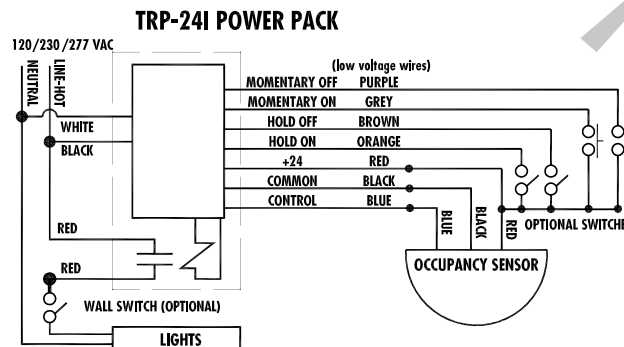 TRP-24I POWER PACK
120/230/277 VAC
NEUTRAL
LINE-HOT
(low voltage wires)
MOMENTARY OFF PURPLE
MOMENTARY ON GREY
HOLD OFF BROWN
HOLD ON ORANGE
+24 RED
COMMON BLACK
CONTROL BLUE
WHITE
BLACK
RED
RED
BLUE
BLACK
RED
OPTIONAL SWITCHE
OCCUPANCY SENSOR
WALL SWITCH (OPTIONAL)
LIGHTS